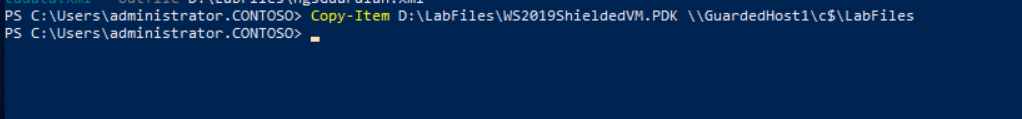 PS C:\Users\administrator.CONTOSO> Copy-Item D:\LabFiles\WS2019ShieldedVM.PDK \\GuardedHost1\c$\LabFiles
PS C:\Users\administrator.CONTOSO>